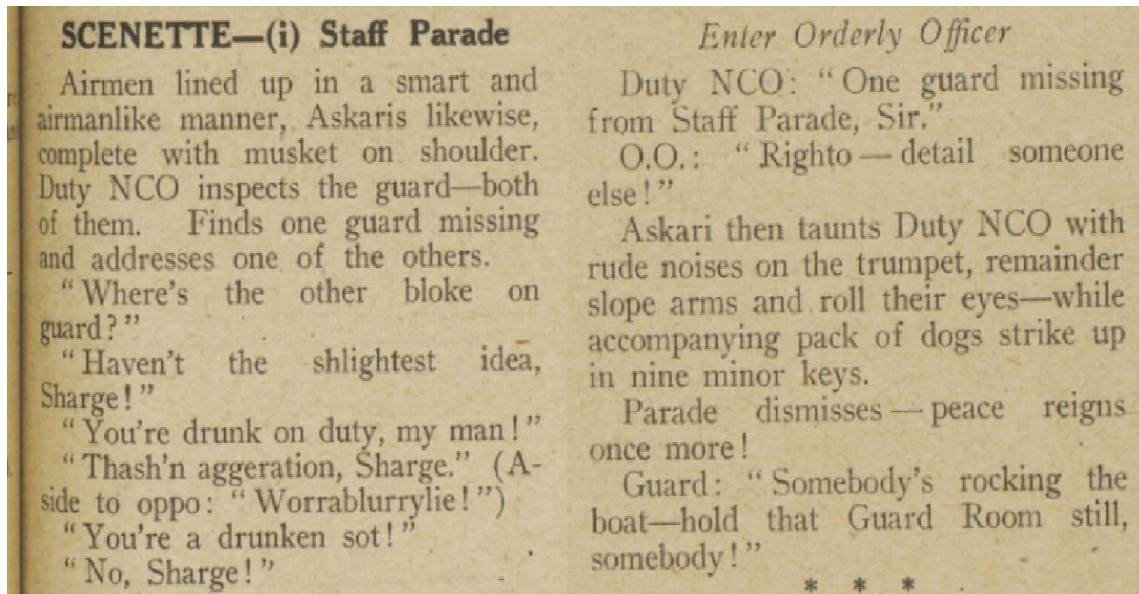 SCENETTE—(i) Staff Parade
Airmen lined up in a smart and
airmanlike manner, Askaris likewise,
complete with musket on shoulder.
Duty NCO inspects the guard—both
of them. Finds one guard missing
and addresses one of the others.
"Where's the other bloke on
guard?"
"Haven't the shlightest idea,
Sharge!"
"You're drunk on duty, my man!"
"Thash'n aggeration, Sharge." (A-
side to oppo: "Worrablurrylie!")
"You're a drunken sot!"
"No, Sharge!"
Enter Orderly Officer
Duty NCO: "One guard missing
from Staff Parade, Sir."
O.O.: "Righto — detail someone
else!"
Askari then taunts Duty NCO with
rude noises on the trumpet, remainder
slope arms and roll their eyes—while
accompanying pack of dogs strike up
in nine minor keys.
Parade dismisses — peace reigns
once more!
Guard: "Somebody's rocking the
boat—hold that Guard Room still,
somebody!"
* * *